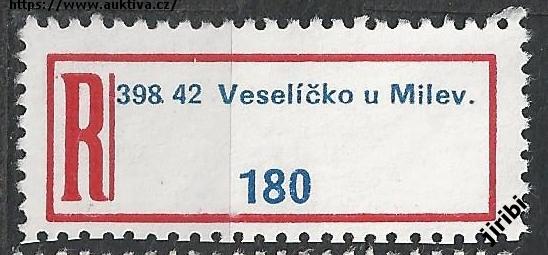 https://www.auktiva.cz/
R
398 42 Veselíčko u Milev.
180
jiribi